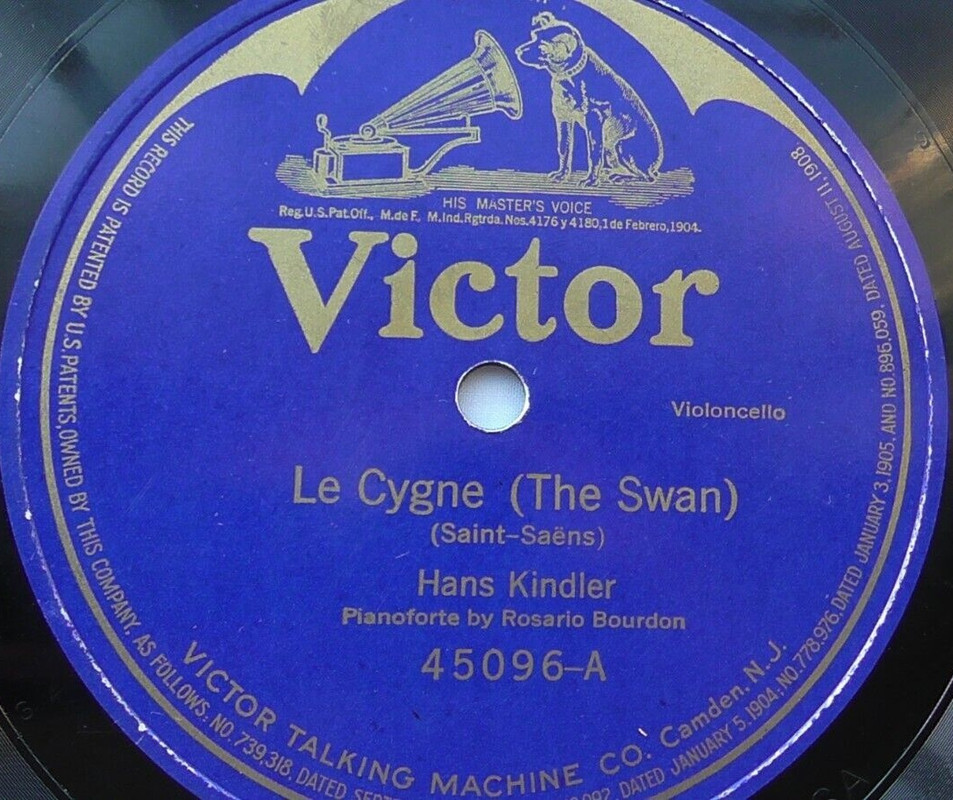 HIS MASTER'S VOICE
Reg.U.S.Pat.Off., M.de F. M.Ind.Rgtrda.Nos.4176 y 4180,1 de Febrero,1904.
Victor
Violoncello
Le Cygne (The Swan)
(Saint-Saëns)
Hans Kindler
Pianoforte by Rosario Bourdon
45096-A
VICTOR TALKING MACHINE CO. Camden, N.J.
THIS RECORD IS PATENTED BY U.S. PATENTS, OWNED BY THIS COMPANY, AS FOLLOWS: NO. 739,318, DATED
DATED JANUARY 5, 1904; NO. 778,976, DATED JANUARY 3, 1905, AND NO. 896,059, DATED AUGUST 11, 1908